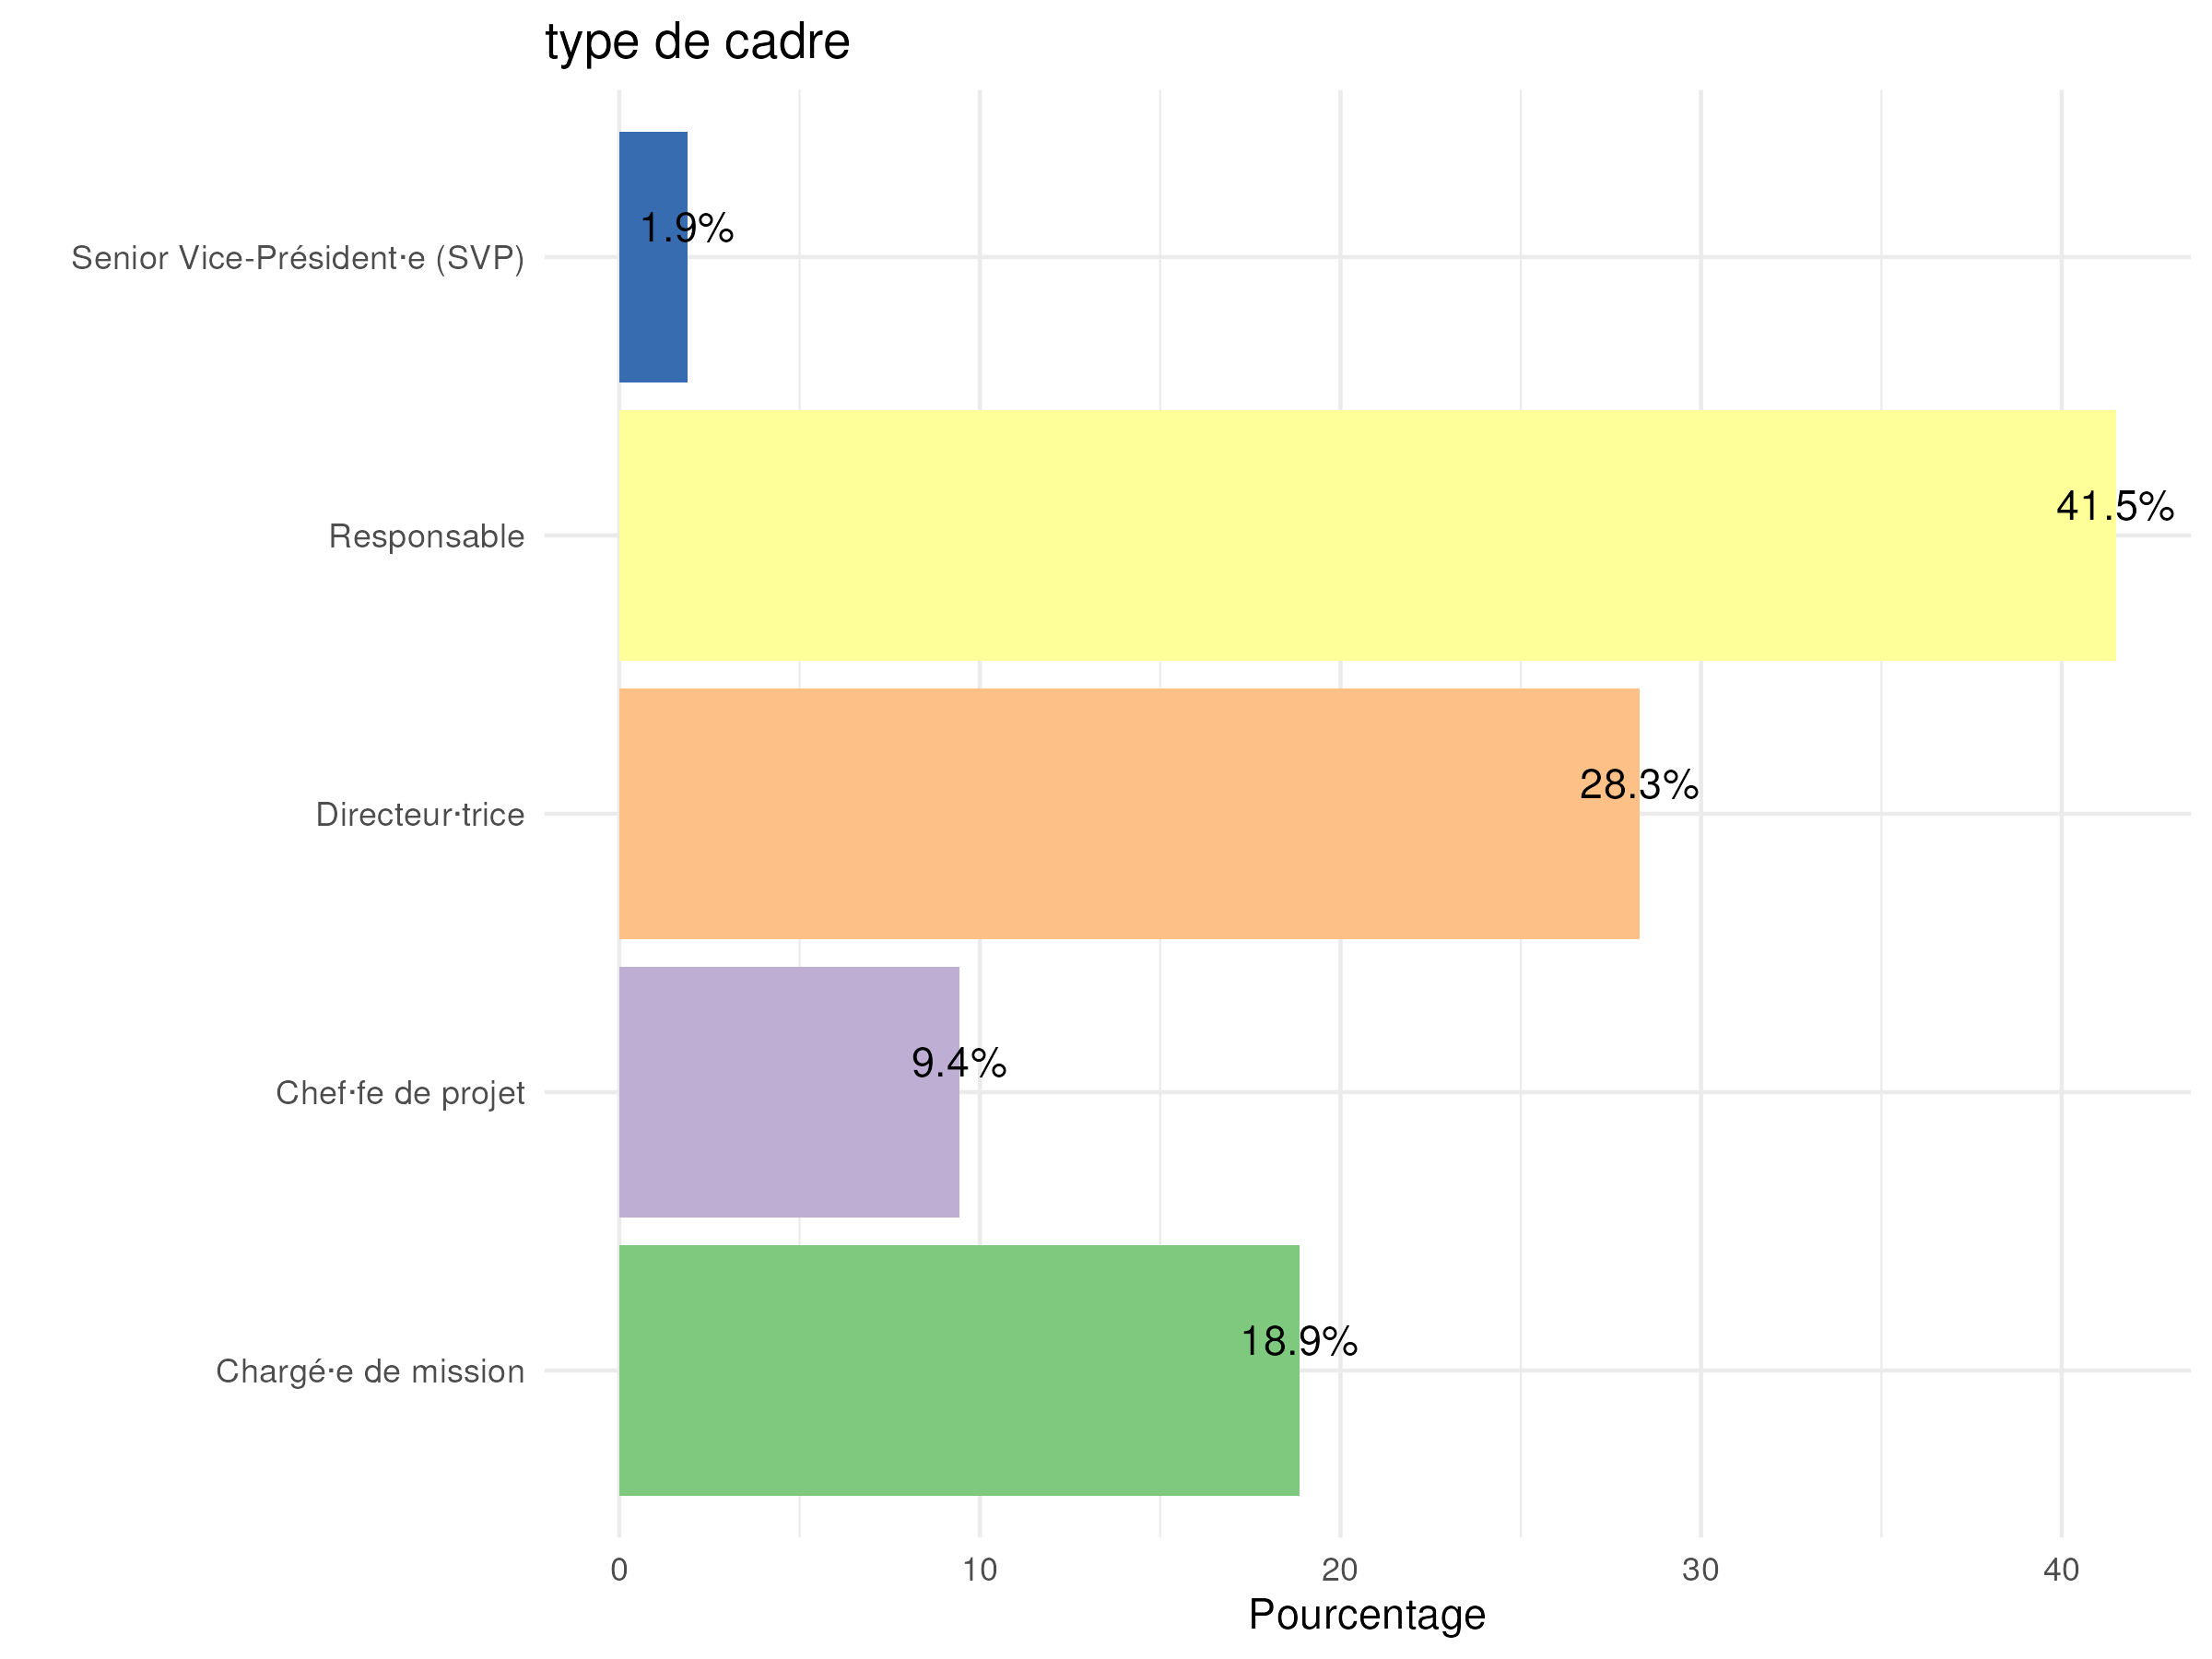 type de cadre
Senior Vice-Président·e (SVP)
1.9%
Responsable
41.5%
Directeur·trice
28.3%
Chef·fe de projet
9.4%
Chargé·e de mission
18.9%
0 10 20 30 40
Pourcentage